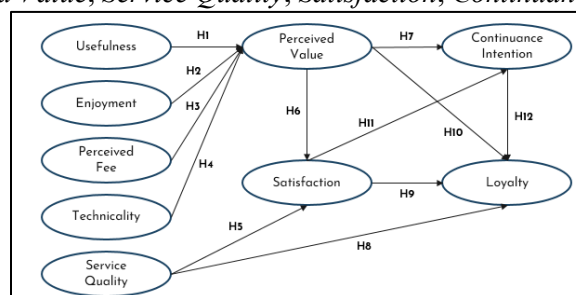 d Value, Service Quality, Satisfaction, Continuan
Usefulness
H1
Perceived
Value
H7
Continuance
Intention
H2
Enjoyment
H3
H6
H11
H12
Perceived
Fee
H10
H4
Satisfaction
H9
Loyalty
Technicality
H5
H8
Service
Quality